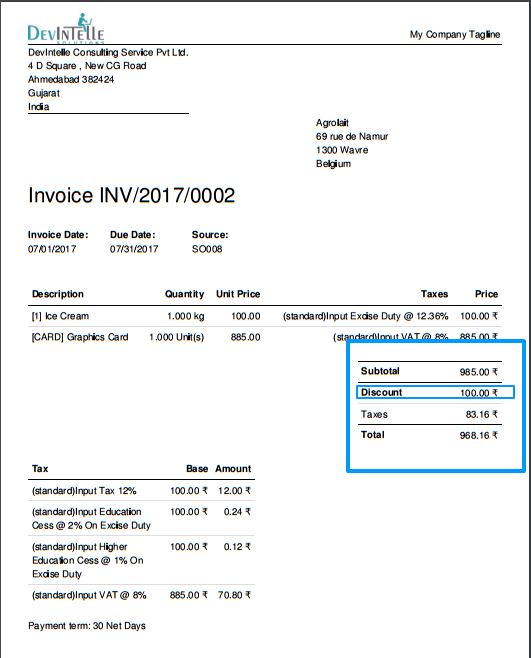 DEVINTELLE
SOLUTIONS
My Company Tagline
DevIntelle Consulting Service Pvt Ltd.
4 D Square , New CG Road
Ahmedabad 382424
Gujarat
India
Agrolait
69 rue de Namur
1300 Wavre
Belgium
Invoice INV/2017/0002
Invoice Date: Due Date: Source:
07/01/2017 07/31/2017 SO008
Description Quantity Unit Price Taxes Price
[1] Ice Cream 1.000 kg 100.00 (standard)Input Excise Duty @ 12.36% 100.00 ₹
[CARD] Graphics Card 1.000 Unit(s) 885.00 (standard)Input VAT @ 8% 885.00 ₹
Subtotal 985.00 ₹
Discount 100.00 ₹
Taxes 83.16 ₹
Total 968.16 ₹
Tax Base Amount
(standard)Input Tax 12% 100.00 ₹ 12.00 ₹
(standard)Input Education 100.00 ₹ 0.24 ₹
Cess @ 2% On Excise Duty
(standard)Input Higher 100.00 ₹ 0.12 ₹
Education Cess @ 1% On
Excise Duty
(standard)Input VAT @ 8% 885.00 ₹ 70.80 ₹
Payment term: 30 Net Days